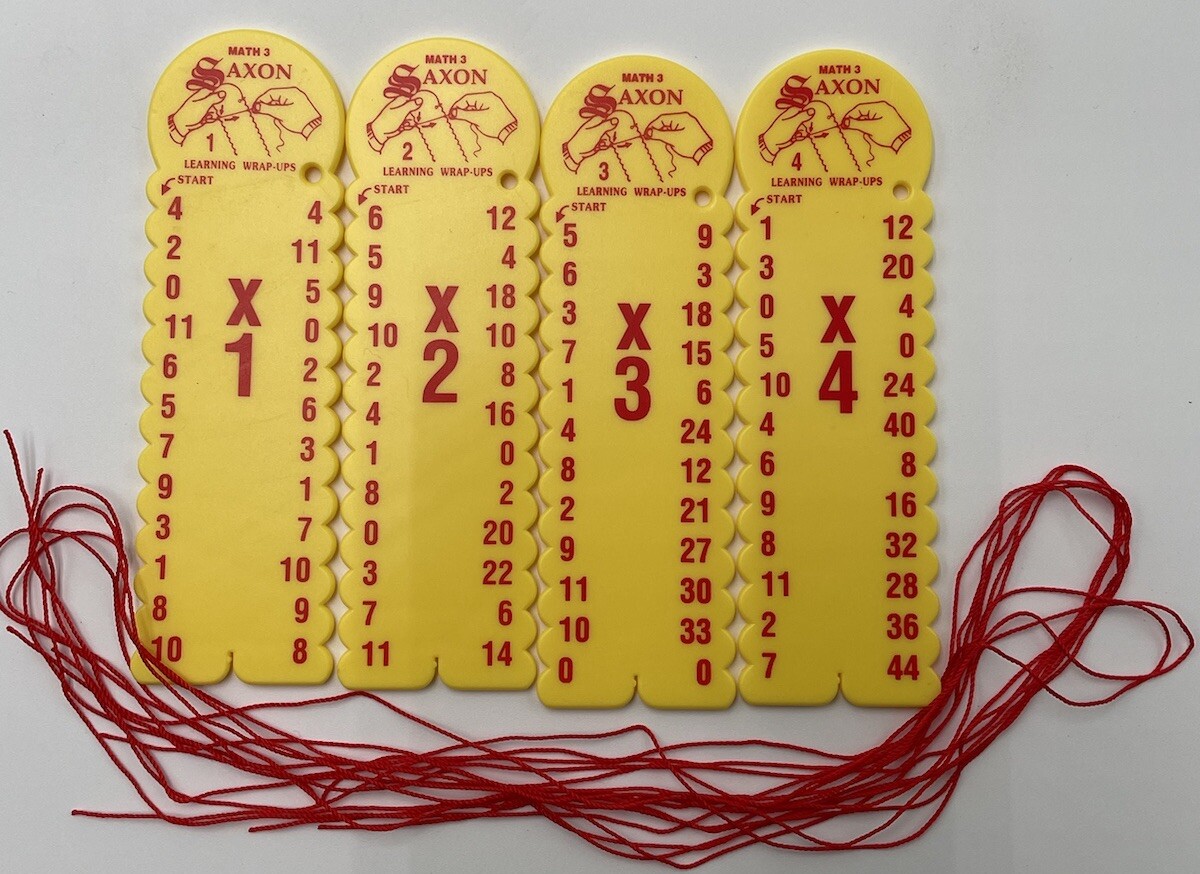 MATH 3
SAXON
1
LEARNING WRAP-UPS
START
4 4
2 11
0 5
11 0
6 2
5 6
7 3
9 1
3 7
1 10
8 9
10 8
X
1
MATH 3
SAXON
2
LEARNING WRAP-UPS
START
6 12
5 4
9 18
10 10
2 8
4 16
1 0
8 2
0 20
3 22
7 6
11 14
X
2
MATH 3
SAXON
3
LEARNING WRAP-UPS
START
5 9
6 3
3 18
7 15
1 6
4 24
8 12
2 21
9 27
11 30
10 33
0 0
X
3
MATH 3
SAXON
4
LEARNING WRAP-UPS
START
1 12
3 20
0 4
5 0
10 24
4 40
6 8
9 16
8 32
11 28
2 36
7 44
X
4